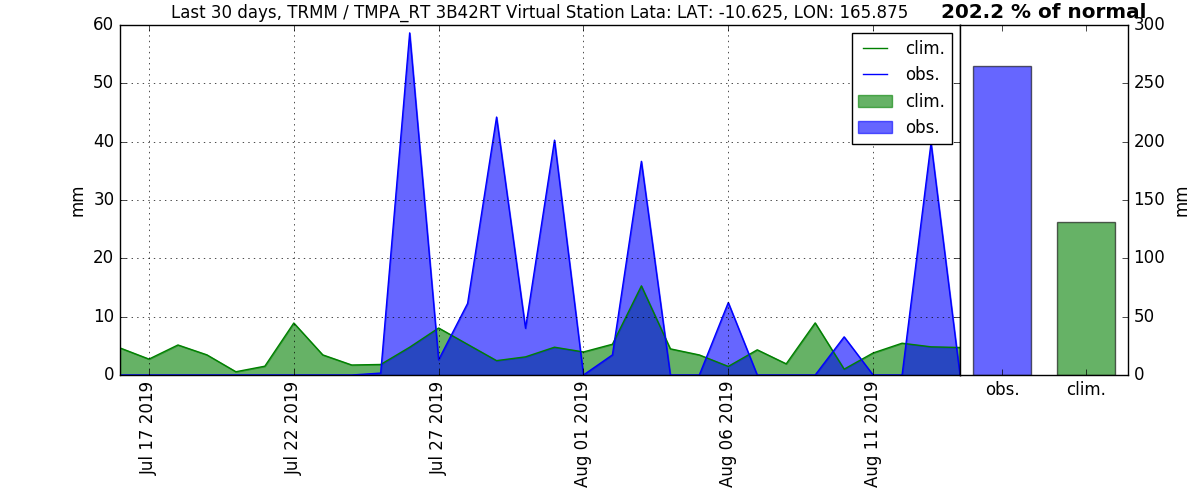 Last 30 days, TRMM / TMPA_RT 3B42RT Virtual Station Lata: LAT: -10.625, LON: 165.875
202.2 % of normal
60
50
40
30
20
10
0
mm
clim.
obs.
clim.
obs.
300
250
200
150
100
50
0
mm
Jul 17 2019
Jul 22 2019
Jul 27 2019
Aug 01 2019
Aug 06 2019
Aug 11 2019
obs.
clim.